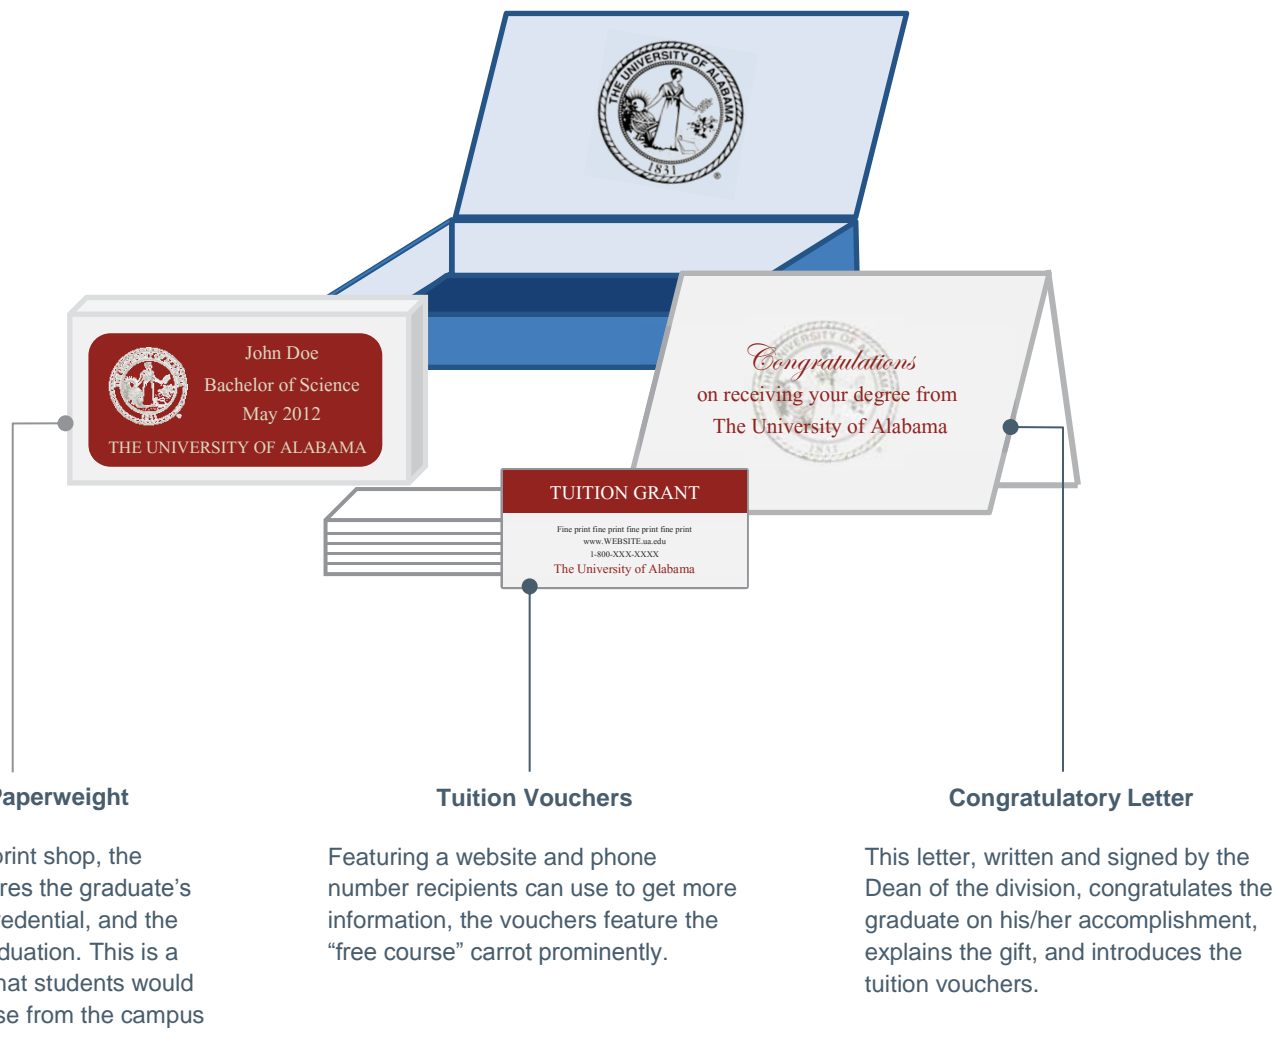 THE UNIVERSITY OF ALABAMA
1831
John Doe
Bachelor of Science
May 2012
THE UNIVERSITY OF ALABAMA
Congratulations
on receiving your degree from
The University of Alabama
1831
TUITION GRANT
Fine print fine print fine print fine print
www.WEBSITE.ua.edu
1-800-XXX-XXXX
The University of Alabama
Paperweight
print shop, the
res the graduate's
redential, and the
duation. This is a
hat students would
se from the campus
Tuition Vouchers
Featuring a website and phone
number recipients can use to get more
information, the vouchers feature the
“free course” carrot prominently.
Congratulatory Letter
This letter, written and signed by the
Dean of the division, congratulates the
graduate on his/her accomplishment,
explains the gift, and introduces the
tuition vouchers.